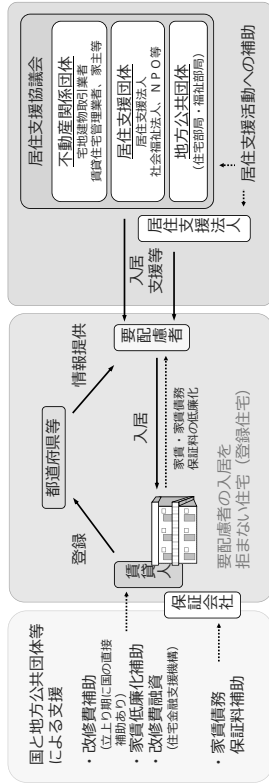 国と地方公共団体等
による支援
・改修費補助
（立上り期に国の直接
補助あり）
・家賃低廉化補助
・改修融資
（住宅金融支援機構）
・家賃債務
保証料補助
都道府県等
登録
情報提供
賃貸人
保証会社
入居
要配慮者
家賃・家賃債務
保証料の低廉化
要配慮者の入居を
拒まない住宅（登録住宅）
入居
支援等
居住支援協議会
不動産関係団体
宅地建物取引業者
賃貸住宅管理業者、家主等
居住支援団体
居住支援法人
社会福祉法人、NPO等
地方公共団体
（住宅部局・福祉部局）
居住支援法人
居住支援活動への補助